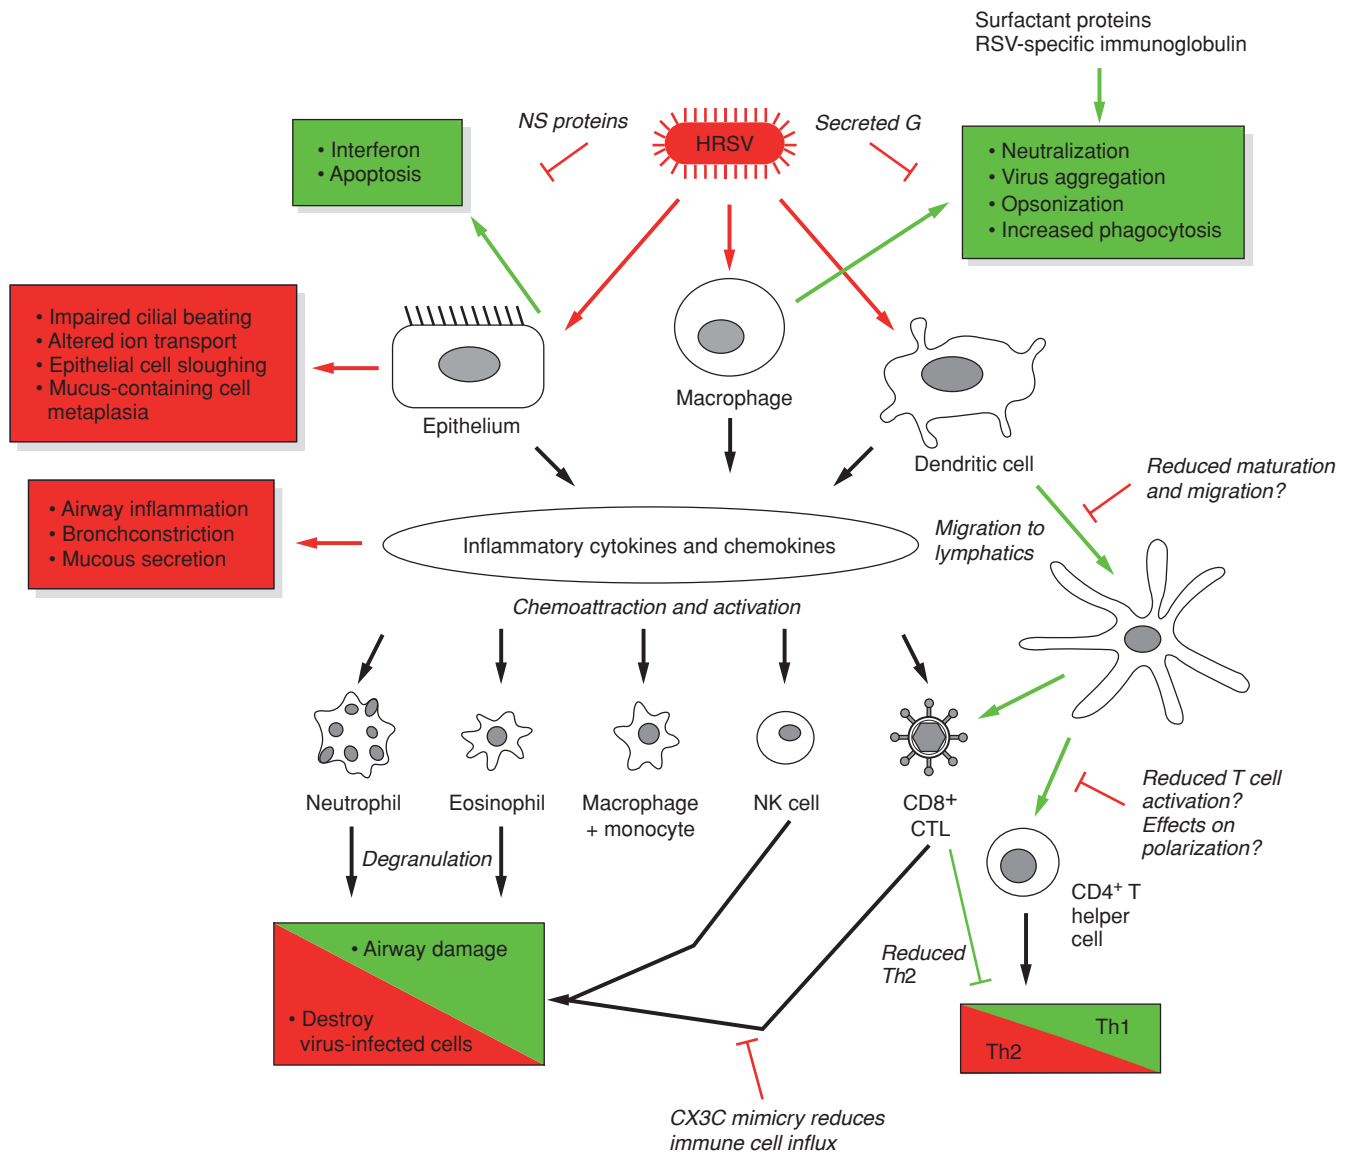 Surfactant proteins
RSV-specific immunoglobulin
NS proteins
HRSV
Secreted G
• Interferon
• Apoptosis
• Neutralization
• Virus aggregation
• Opsonization
• Increased phagocytosis
• Impaired cilial beating
• Altered ion transport
• Epithelial cell sloughing
• Mucus-containing cell
metaplasia
Epithelium
Macrophage
Dendritic cell
Reduced maturation
and migration?
• Airway inflammation
• Bronchconstriction
• Mucous secretion
Inflammatory cytokines and chemokines
Migration to
lymphatics
Chemoattraction and activation
Neutrophil
Eosinophil
Macrophage
+ monocyte
NK cell
CD8+
CTL
Reduced T cell
activation?
Effects on
polarization?
Degranulation
CD4+ T
helper
cell
• Airway damage
• Destroy
virus-infected cells
Reduced
Th2
Th1
Th2
CX3C mimicry reduces
immune cell influx